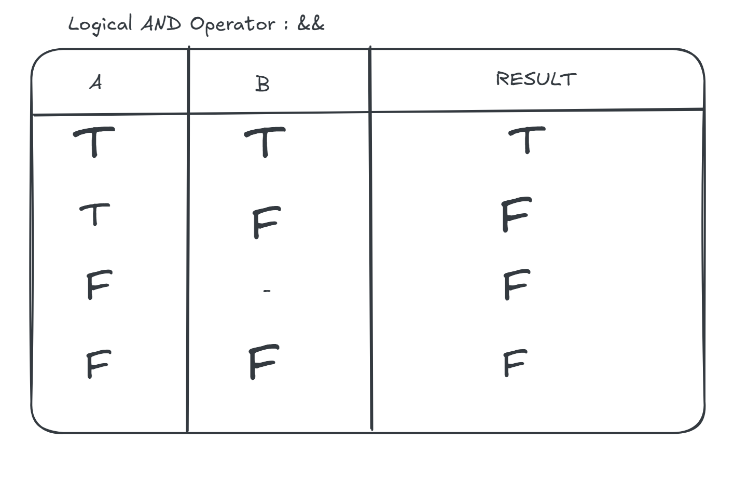 Logical AND Operator : &&
A B RESULT
T T T
T F F
F - F
F F F